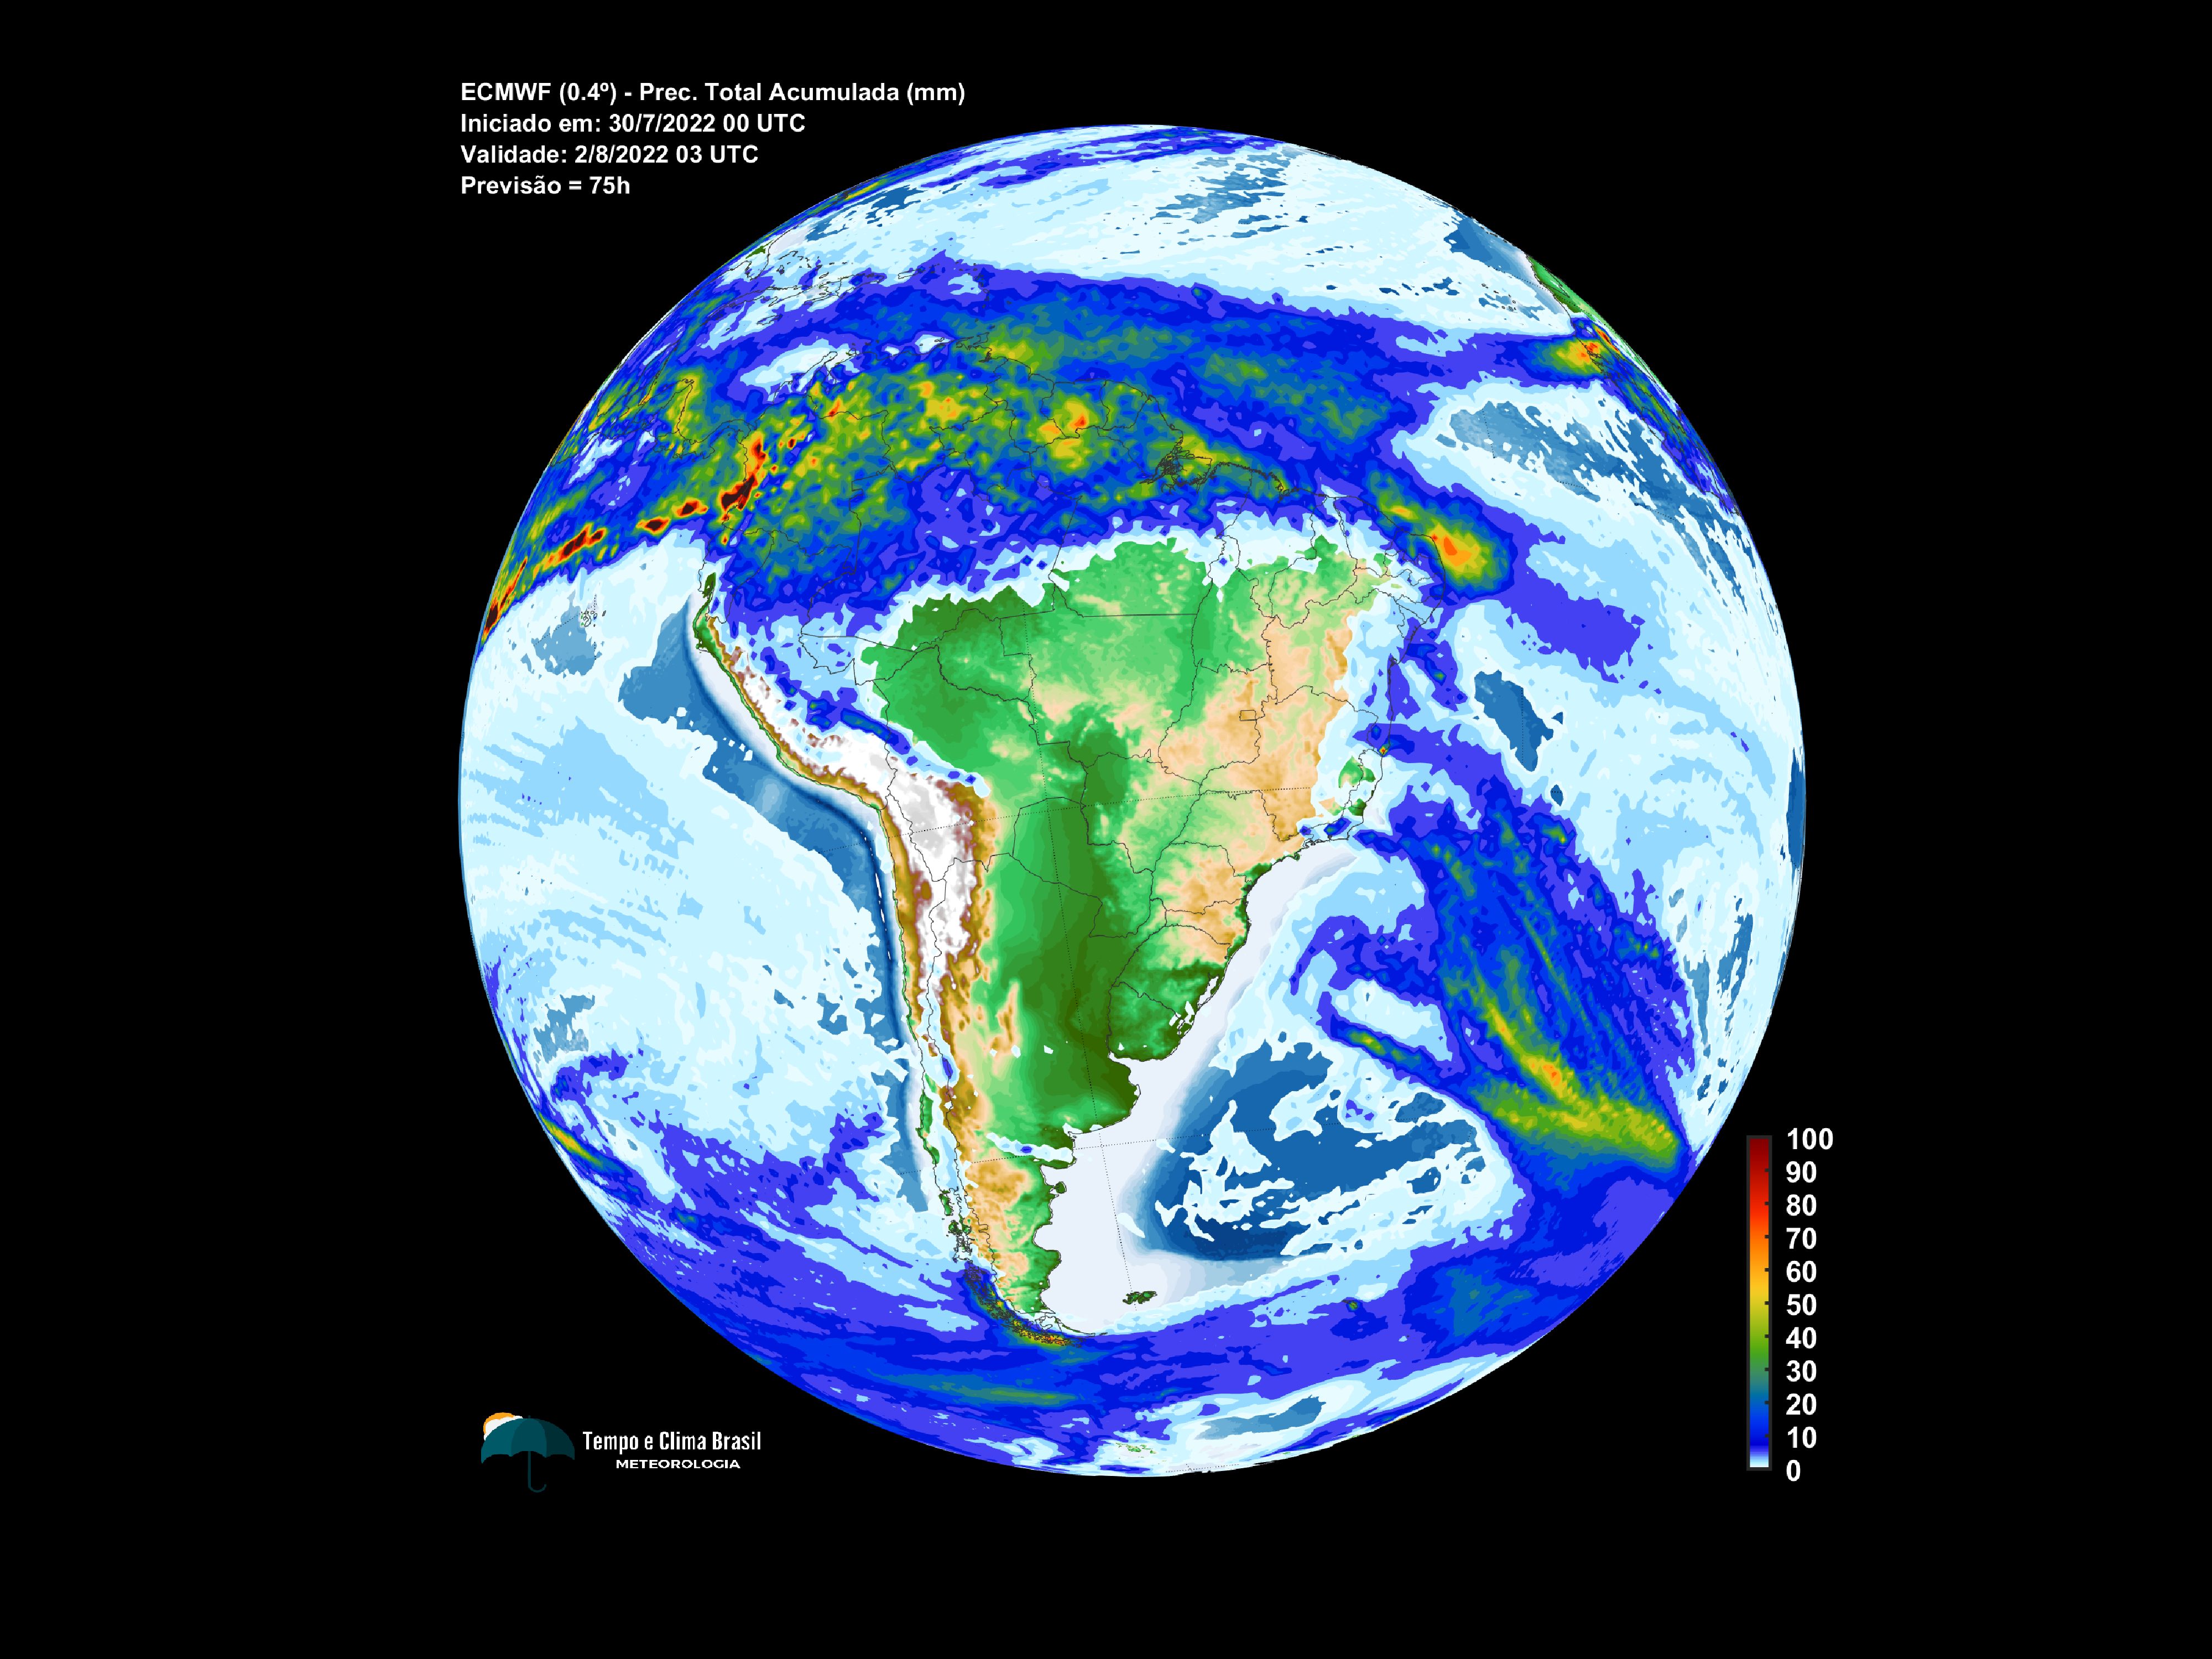 ECMWF (0.4º) - Prec. Total Acumulada (mm)
Iniciado em: 30/7/2022 00 UTC
Validade: 2/8/2022 03 UTC
Previsão = 75h
100
90
80
70
60
50
40
30
20
10
0
Tempo e Clima Brasil
METEOROLOGIA